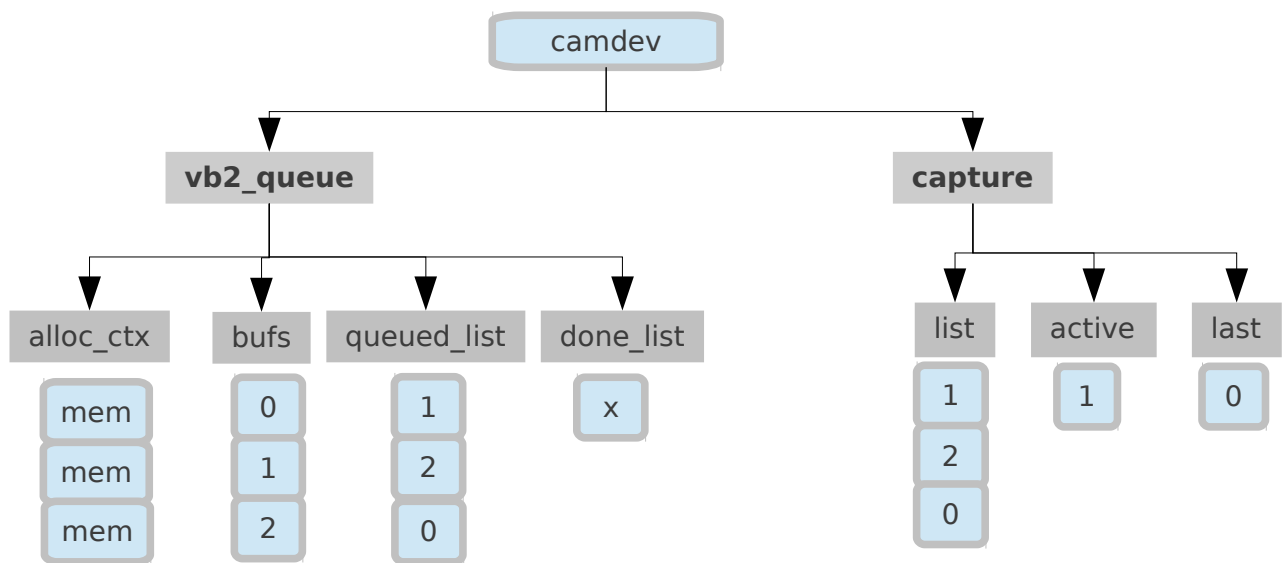 camdev
vb2_queue
capture
alloc_ctx
bufs
queued_list
done_list
list
active
last
mem
mem
mem
0
1
2
1
2
0
x
1
2
0
1
0